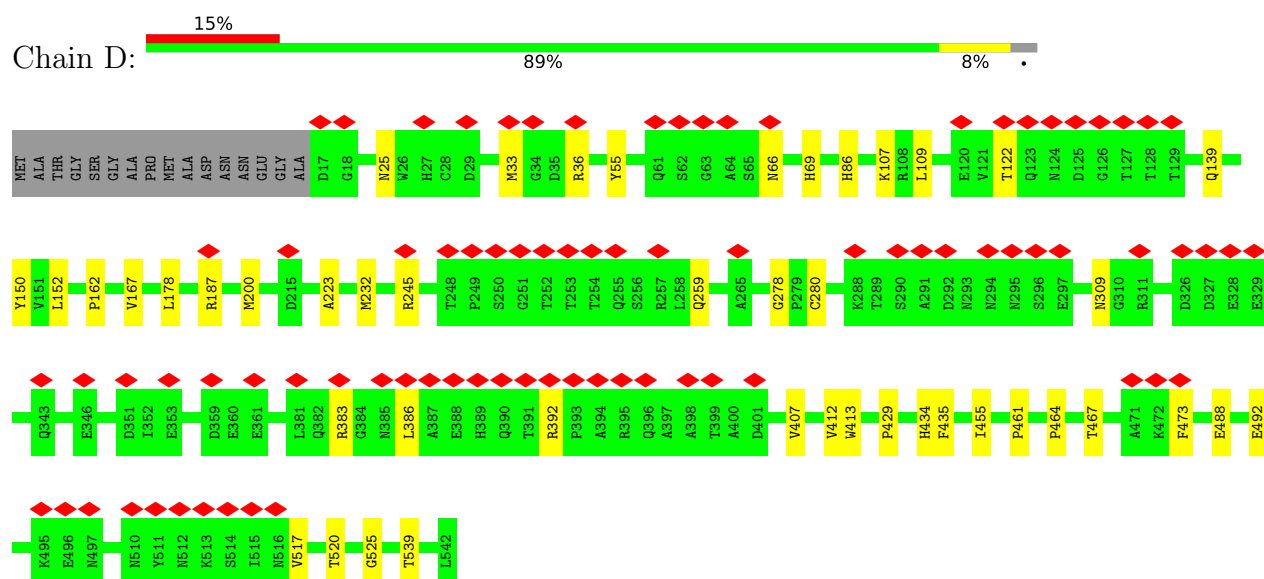 15%
Chain D:
89% 8% •
MET ALA THR GLY SER GLY ALA PRO MET ALA ASP ASN ASN GLU GLY ALA D17 G18 N25 W26 H27 C28 D29 M33 G34 D35 R36 Y55 Q61 S62 G63 A64 S65 N66 H69 H86 K107 R108 L109 E120 V121 T122 Q123 N124 D125 G126 T127 T128 T129 Q139
Y150 V151 L152 P162 V167 L178 R187 M200 D215 A223 M232 R245 T248 P249 S250 G251 T252 T253 T254 Q255 S256 R257 L258 Q259 A265 G278 P279 C280 K288 T289 S290 A291 D292 N293 N294 N295 S296 E297 N309 G310 R311 D326 D327 E328 E329
Q343 E346 D351 I352 E353 D359 E360 E361 L381 Q382 R383 G384 N385 L386 A387 E388 H389 Q390 T391 R392 P393 A394 R395 Q396 A397 A398 T399 A400 D401 V407 V412 W413 P429 H434 F435 I455 P461 P464 T467 A471 K472 F473 E488 E492
K495 E496 N497 N510 Y511 N512 K513 S514 I515 N516 V517 T520 G525 T539 L542